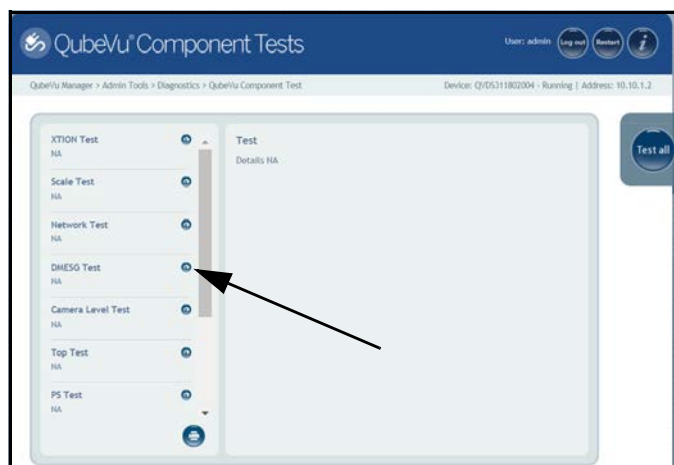 QubeVu® Component Tests
User: admin
Log out
Restart
i
QubeVu Manager > Admin Tools > Diagnostics > QubeVu Component Test
Device: QVDS311802004 - Running | Address: 10.10.1.2
XTION Test
NA
Scale Test
NA
Network Test
NA
DMESG Test
NA
Camera Level Test
NA
Top Test
NA
PS Test
NA
Test
Details NA
Test all